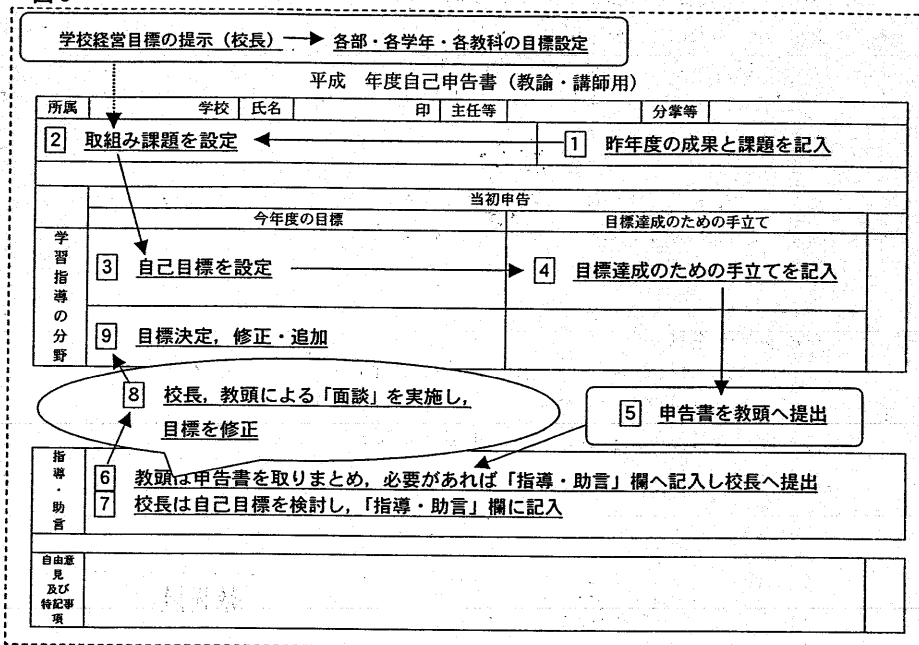 学校経営目標の提示（校長） → 各部・各学年・各教科の目標設定
平成　年度自己申告書（教諭・講師用）
所属　学校　氏名　印　主任等　分掌等
2 取組み課題を設定 ← 1 昨年度の成果と課題を記入
当初申告
今年度の目標　目標達成のための手立て
学習指導の分野
3 自己目標を設定 → 4 目標達成のための手立てを記入
9 目標決定，修正・追加
8 校長，教頭による「面談」を実施し，
目標を修正
5 申告書を教頭へ提出
指導・助言
6 教頭は申告書を取りまとめ，必要があれば「指導・助言」欄へ記入し校長へ提出
7 校長は自己目標を検討し，「指導・助言」欄に記入
自由意
見
及び
特記事
項